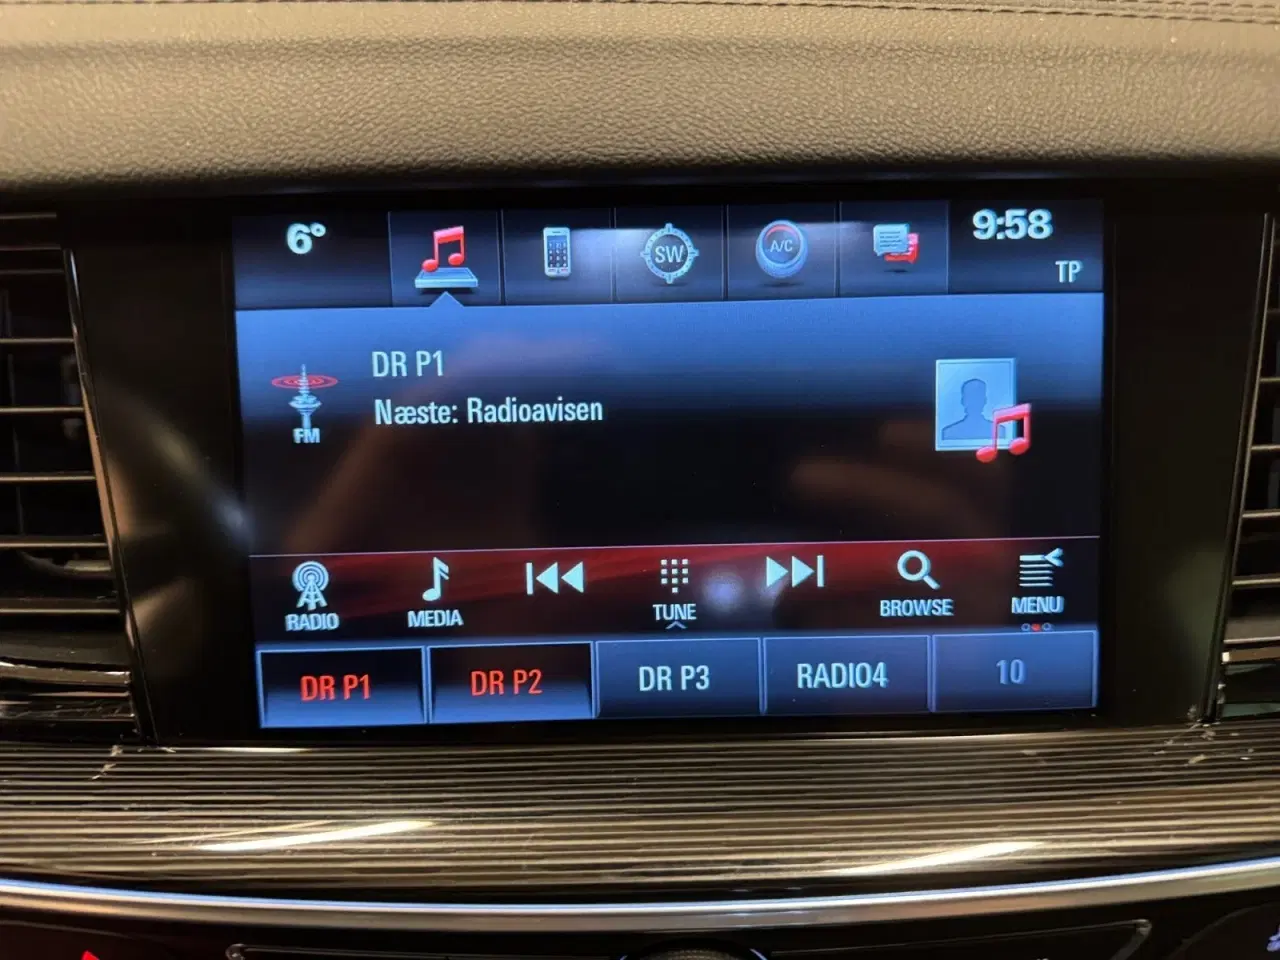 6°
SW
A/C
9:58
TP
DR P1
Næste: Radioavisen
FM
RADIO
MEDIA
TUNE
BROWSE
MENU
DR P1
DR P2
DR P3
RADIO4
10